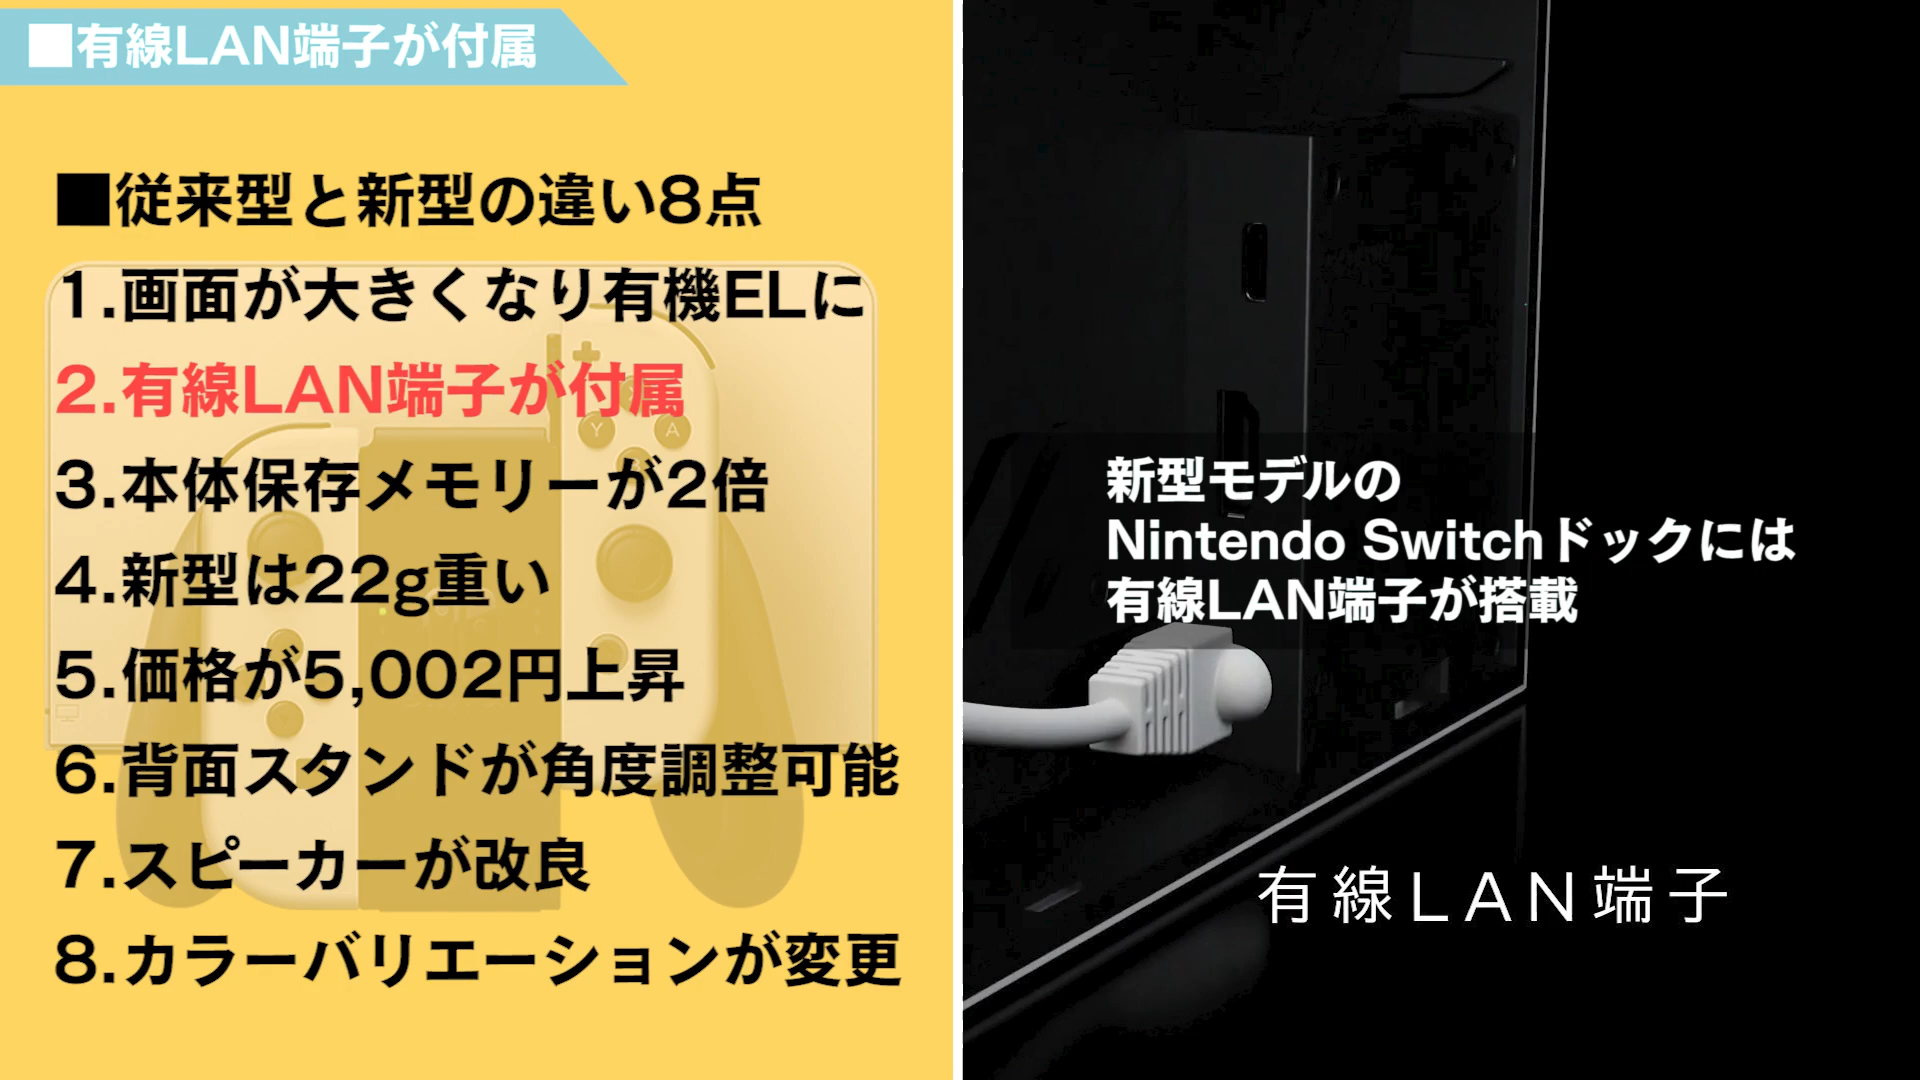 ■有線LAN端子が付属
■従来型と新型の違い8点
1.画面が大きくなり有機ELに
2.有線LAN端子が付属
3.本体保存メモリーが2倍
4.新型は22g重い
5.価格が5,002円上昇
6.背面スタンドが角度調整可能
7.スピーカーが改良
8.カラーバリエーションが変更
Y
A
新型モデルの
Nintendo Switchドックには
有線LAN端子が搭載
有線LAN端子